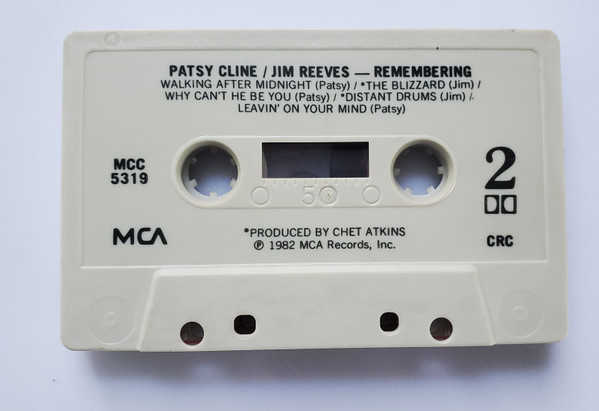 PATSY CLINE / JIM REEVES — REMEMBERING
WALKING AFTER MIDNIGHT (Patsy) / *THE BLIZZARD (Jim) /
WHY CAN'T HE BE YOU (Patsy) / *DISTANT DRUMS (Jim) /
LEAVIN' ON YOUR MIND (Patsy)
MCC
5319
50
2
MCA
*PRODUCED BY CHET ATKINS
℗ 1982 MCA Records, Inc.
CRC